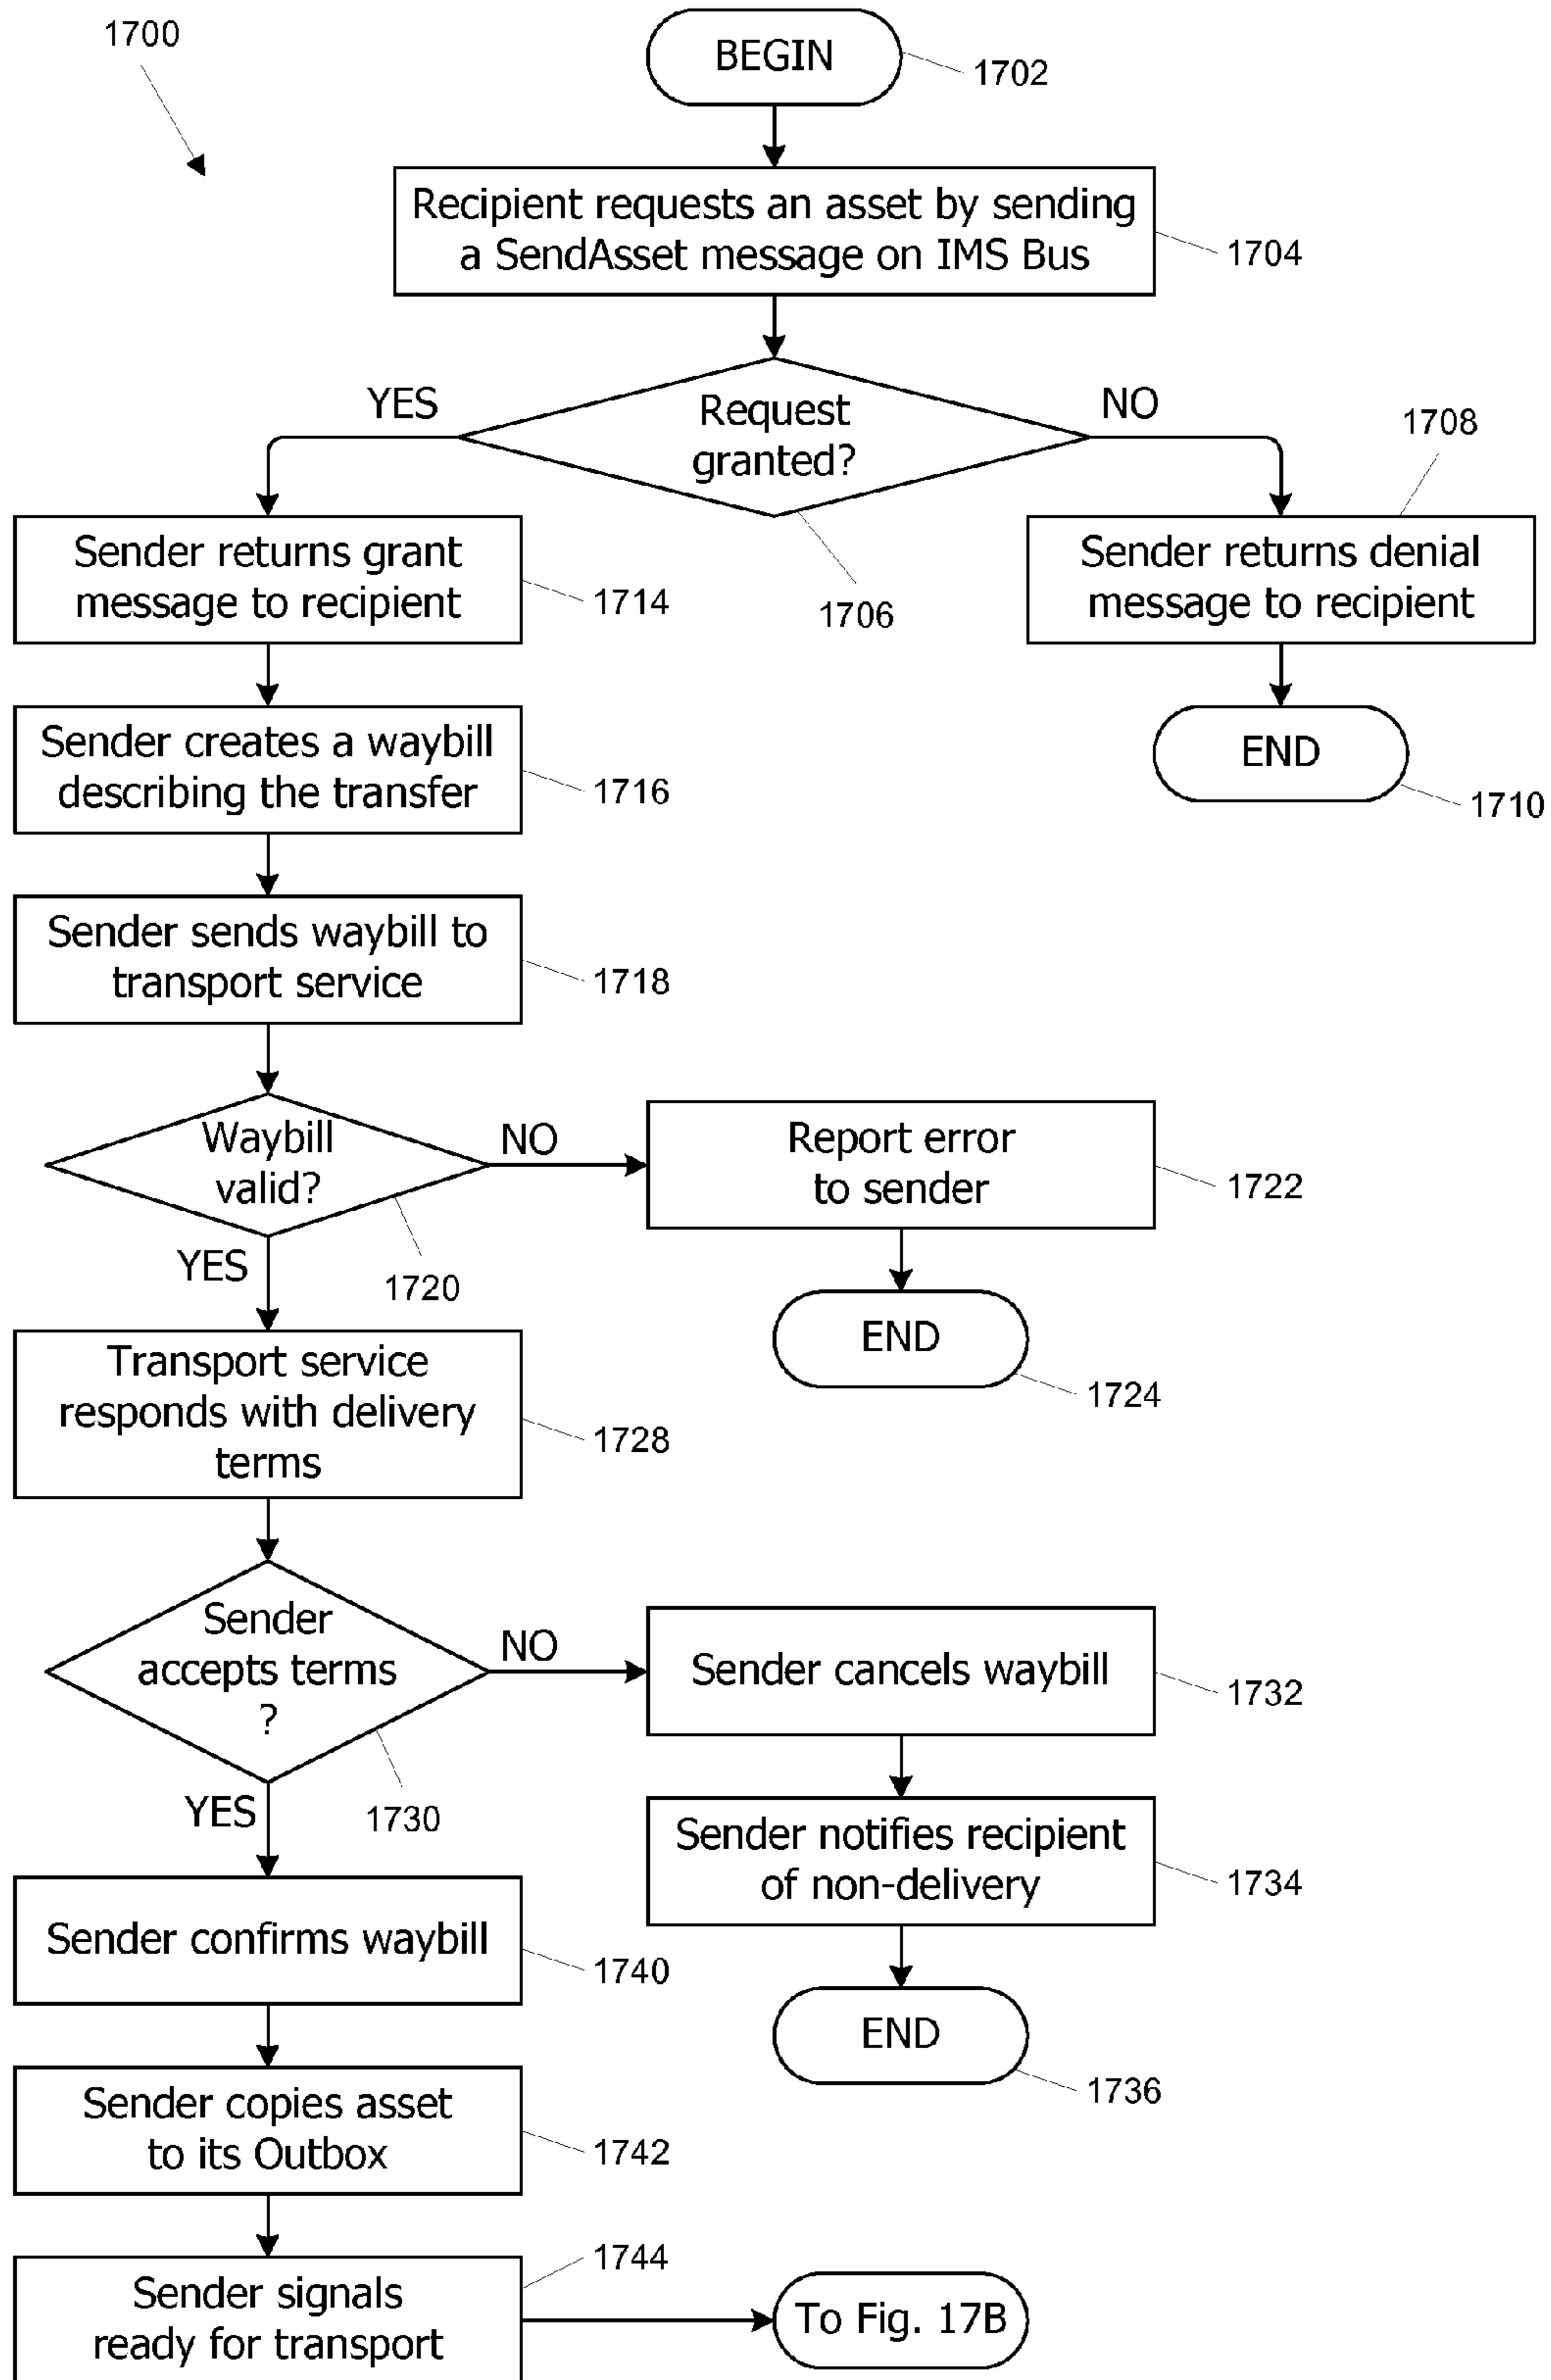 1700
BEGIN
1702
Recipient requests an asset by sending
a SendAsset message on IMS Bus
1704
YES
Request
granted?
NO
1706
1708
Sender returns grant
message to recipient
1714
Sender returns denial
message to recipient
END
1710
Sender creates a waybill
describing the transfer
1716
Sender sends waybill to
transport service
1718
Waybill
valid?
NO
1720
YES
Report error
to sender
1722
END
1724
Transport service
responds with delivery
terms
1728
Sender
accepts terms
?
NO
1730
YES
Sender cancels waybill
1732
Sender notifies recipient
of non-delivery
1734
END
1736
Sender confirms waybill
1740
Sender copies asset
to its Outbox
1742
Sender signals
ready for transport
1744
To Fig. 17B